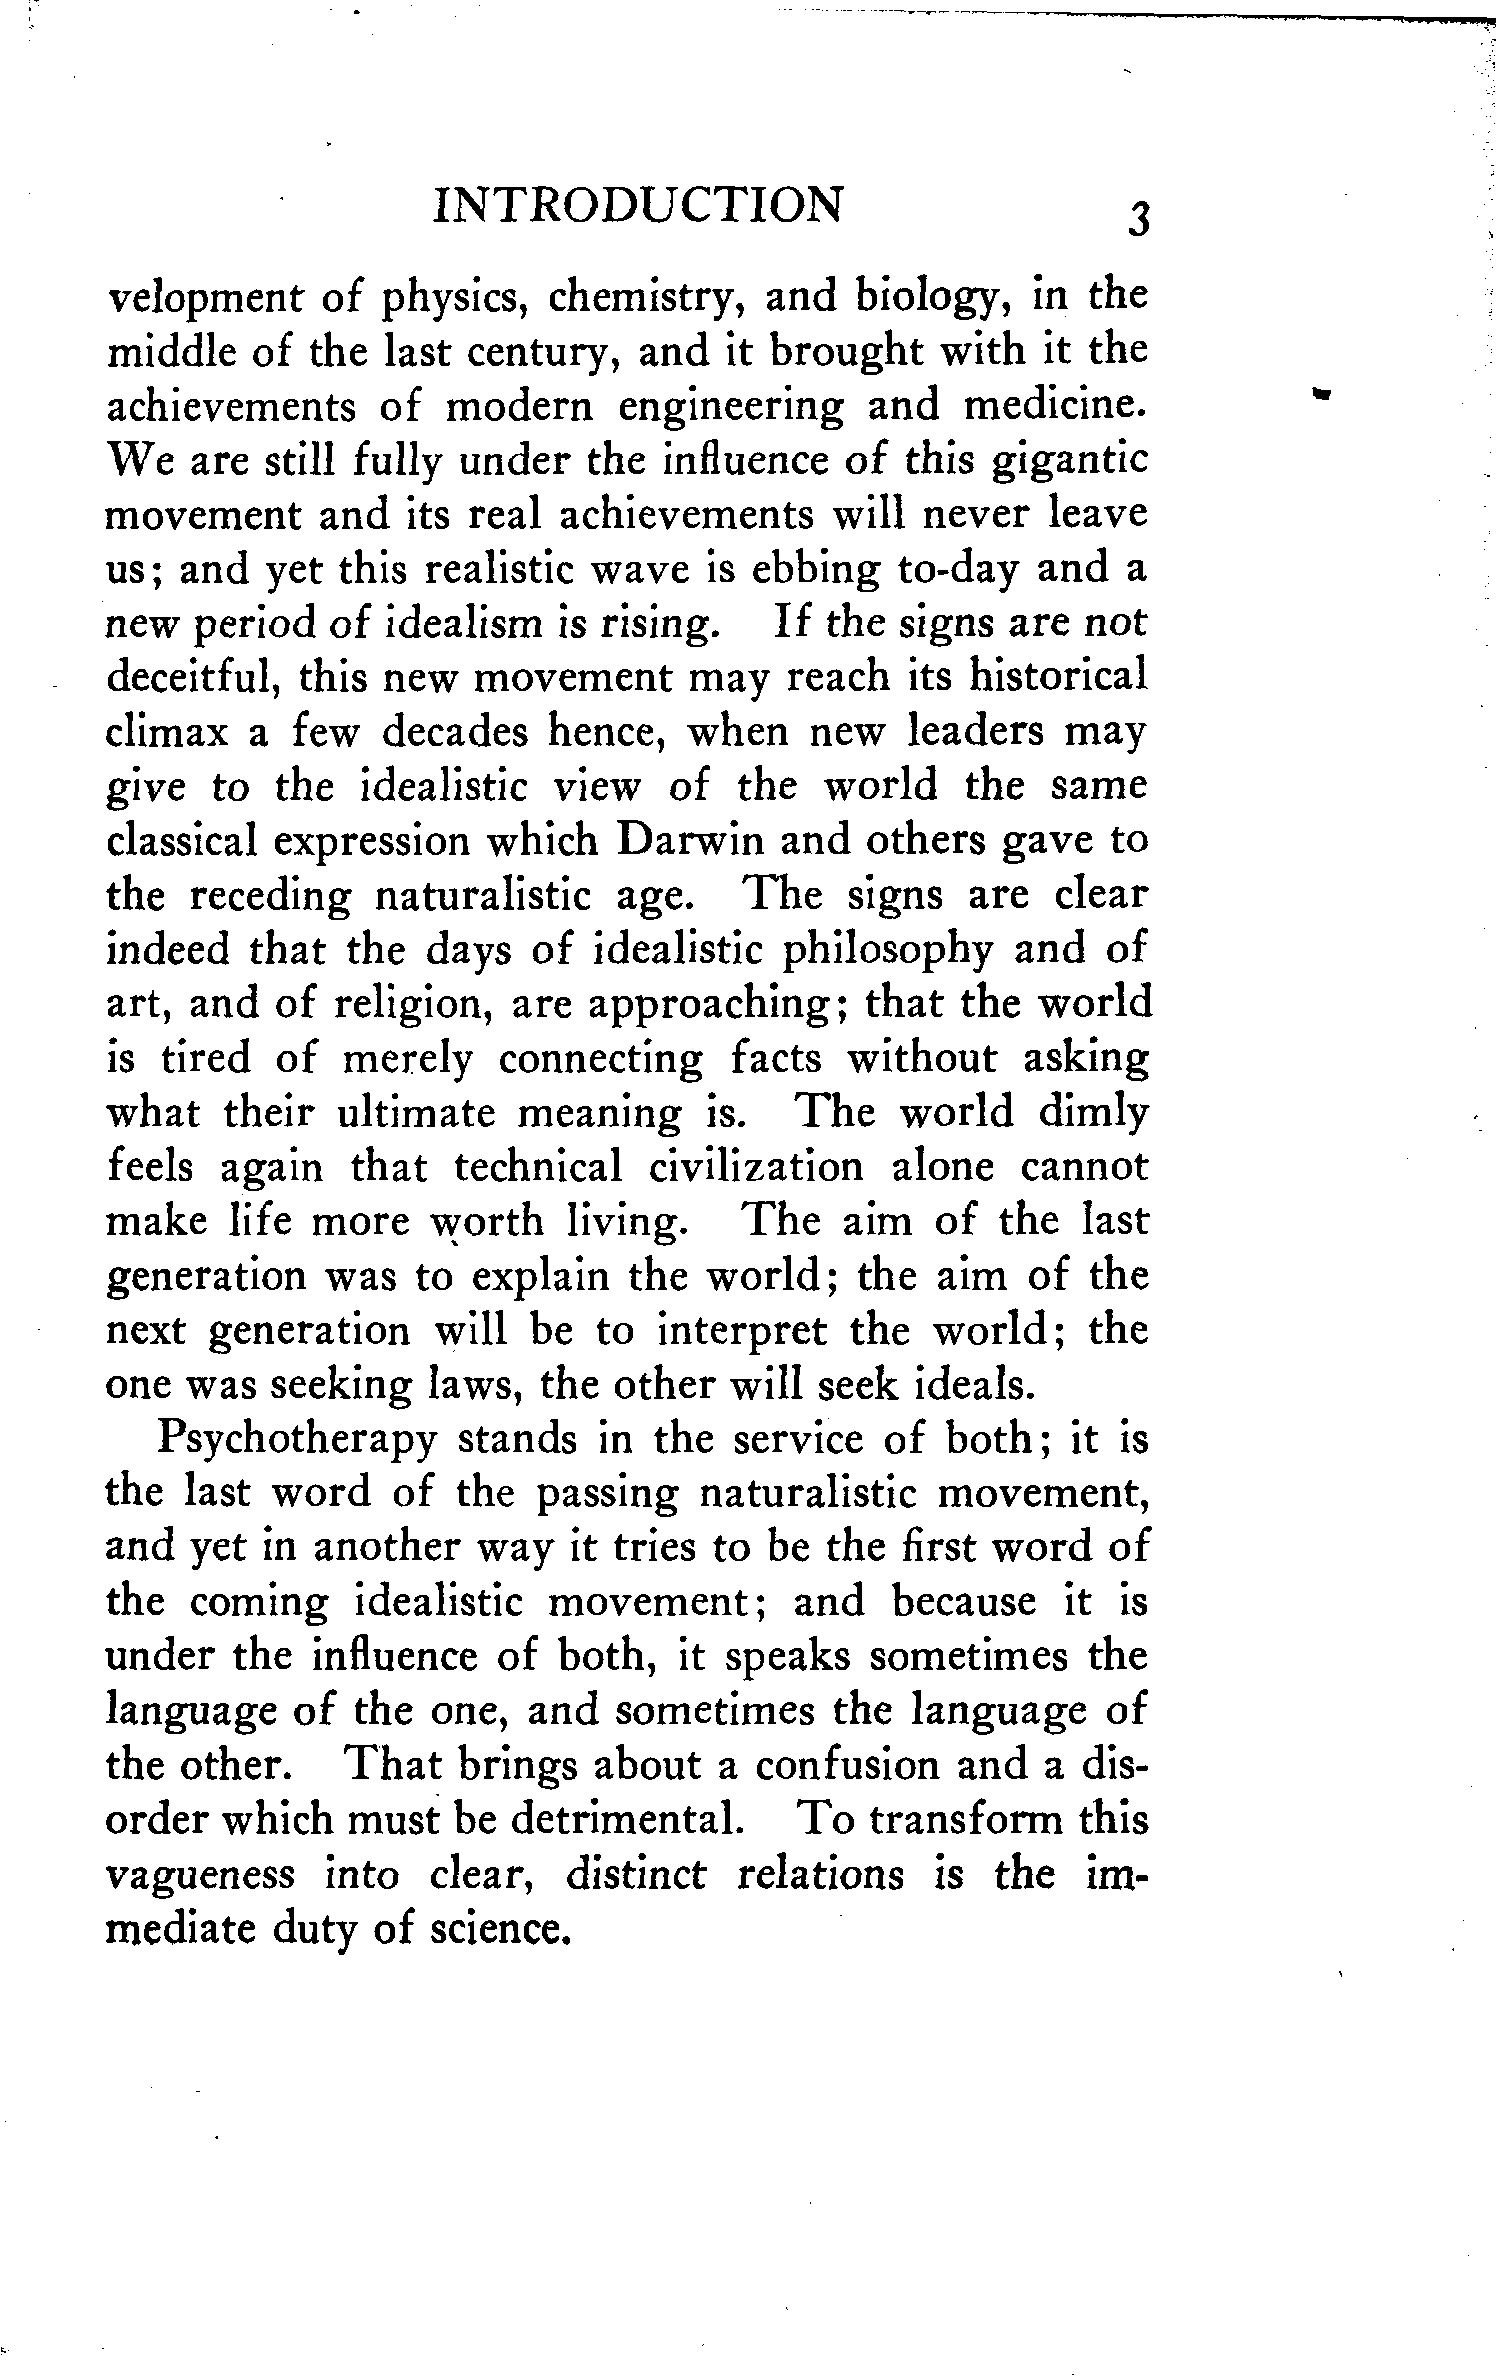 INTRODUCTION 3
velopment of physics, chemistry, and biology, in the
middle of the last century, and it brought with it the
achievements of modern engineering and medicine.
We are still fully under the influence of this gigantic
movement and its real achievements will never leave
us; and yet this realistic wave is ebbing to-day and a
new period of idealism is rising. If the signs are not
deceitful, this new movement may reach its historical
climax a few decades hence, when new leaders may
give to the idealistic view of the world the same
classical expression which Darwin and others gave to
the receding naturalistic age. The signs are clear
indeed that the days of idealistic philosophy and of
art, and of religion, are approaching; that the world
is tired of merely connecting facts without asking
what their ultimate meaning is. The world dimly
feels again that technical civilization alone cannot
make life more worth living. The aim of the last
generation was to explain the world; the aim of the
next generation will be to interpret the world; the
one was seeking laws, the other will seek ideals.
Psychotherapy stands in the service of both; it is
the last word of the passing naturalistic movement,
and yet in another way it tries to be the first word of
the coming idealistic movement; and because it is
under the influence of both, it speaks sometimes the
language of the one, and sometimes the language of
the other. That brings about a confusion and a dis-
order which must be detrimental. To transform this
vagueness into clear, distinct relations is the im-
mediate duty of science.